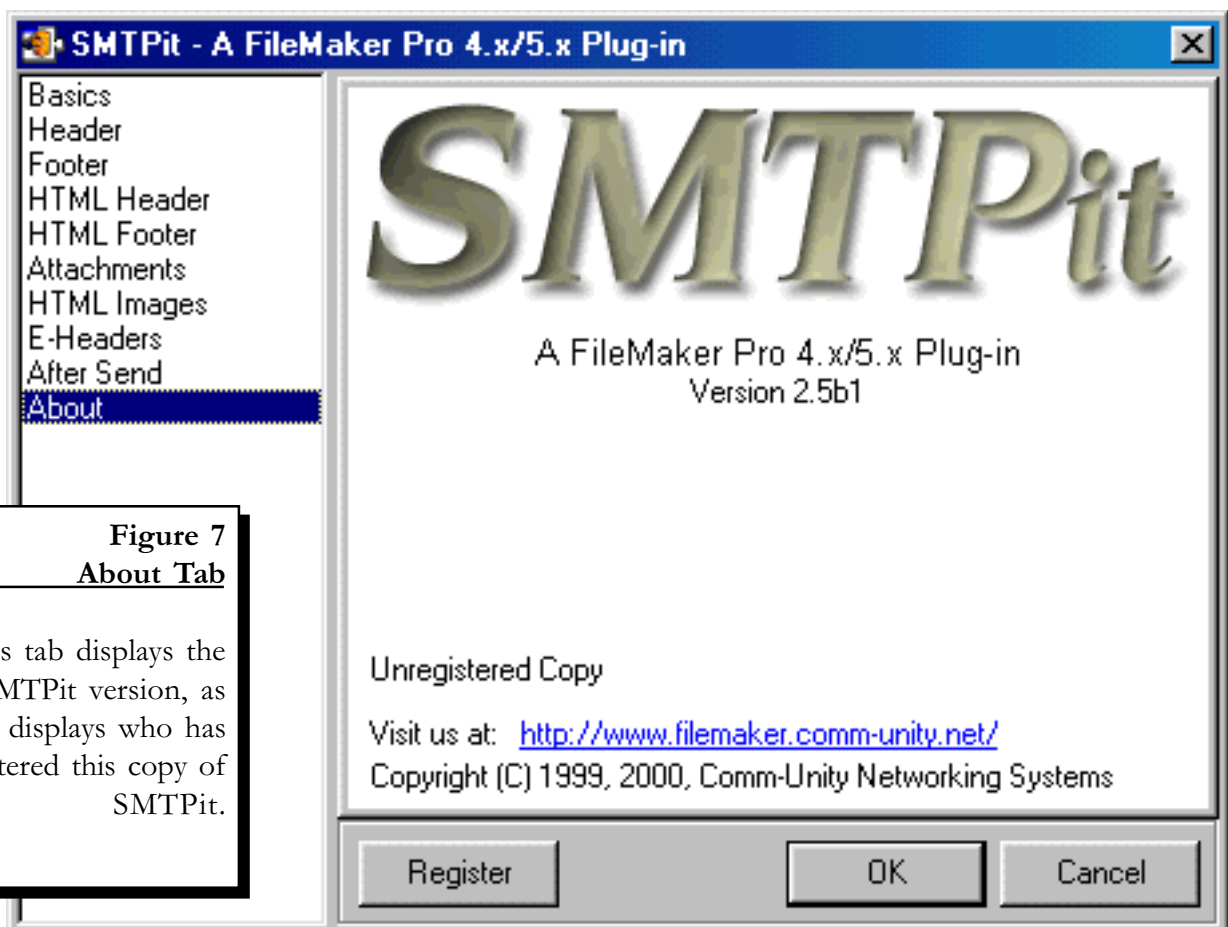 SMTPit - A FileMaker Pro 4.x/5.x Plug-in
Basics
Header
Footer
HTML Header
HTML Footer
Attachments
HTML Images
E-Headers
After Send
About
SMTPit
A FileMaker Pro 4.x/5.x Plug-in
Version 2.5b1
Unregistered Copy
Visit us at: http://www.filemaker.comm-unity.net/
Copyright (C) 1999, 2000, Comm-Unity Networking Systems
Register
OK
Cancel
Figure 7
About Tab
tab displays the
version, as
displays who has
this copy of
SMTPit.